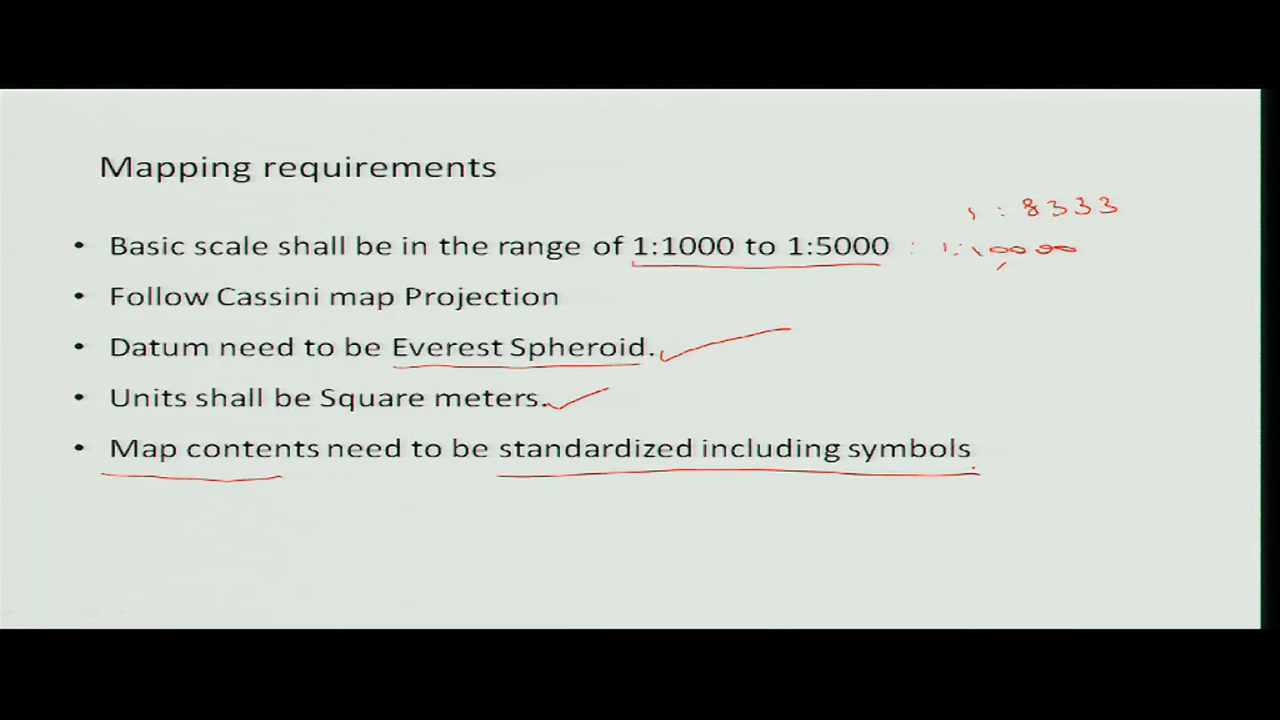 Mapping requirements
1 : 8333
• Basic scale shall be in the range of 1:1000 to 1:5000 : 1:10000
• Follow Cassini map Projection
• Datum need to be Everest Spheroid.
• Units shall be Square meters.
• Map contents need to be standardized including symbols